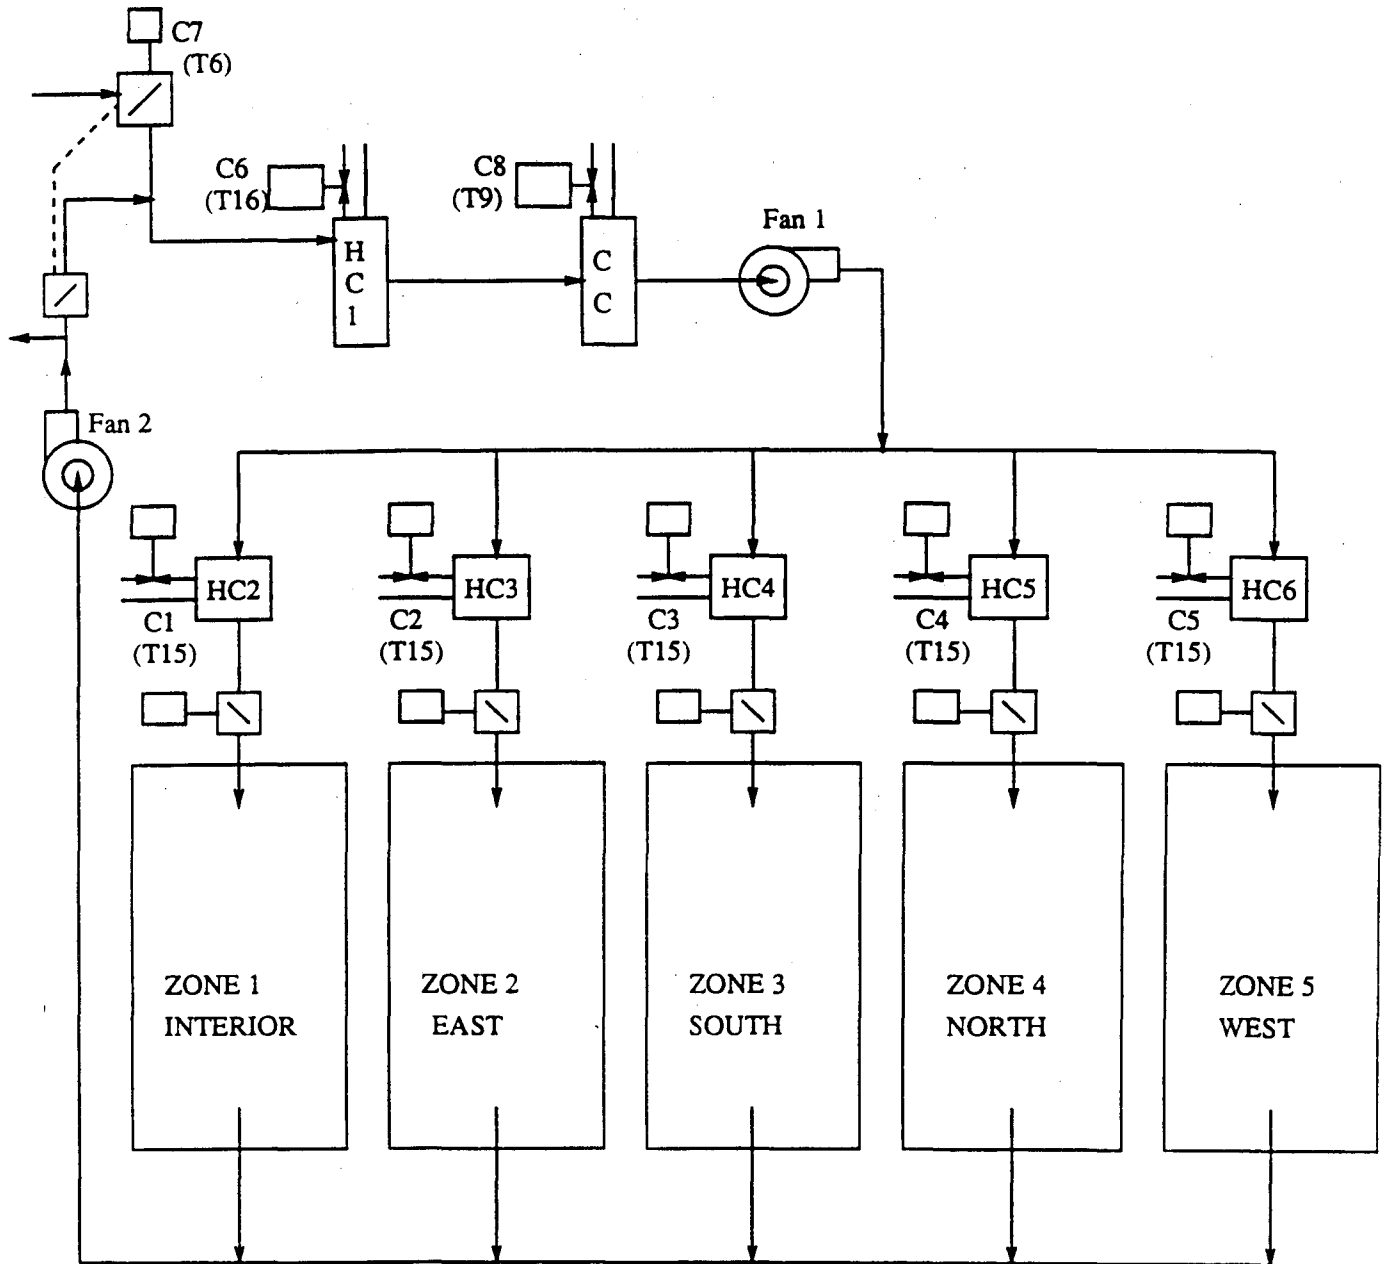 C7
(T6)
C6
(T16)
C8
(T9)
Fan 1
H
C
1
C
C
Fan 2
HC2
HC3
HC4
HC5
HC6
C1
(T15)
C2
(T15)
C3
(T15)
C4
(T15)
C5
(T15)
ZONE 1
INTERIOR
ZONE 2
EAST
ZONE 3
SOUTH
ZONE 4
NORTH
ZONE 5
WEST